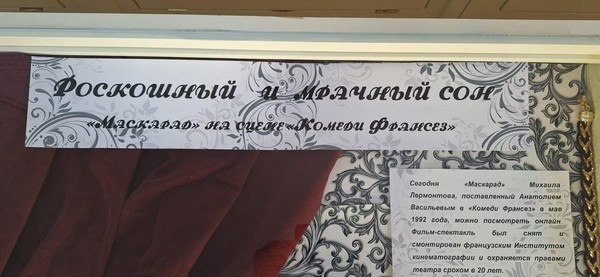 Роскошный и мрачный сон
«Маскарад» на сцене «Комеди Франсез»
Сегодня «Маскарад» Михаила
Лермонтова, поставленный Анатолием
Васильевым в «Комеди Франсез» в мае
1992 года, можно посмотреть онлайн.
Фильм-спектакль был снят и
смонтирован французским Институтом
кинематографии и охраняется правами
театра сроком в 20 лет.